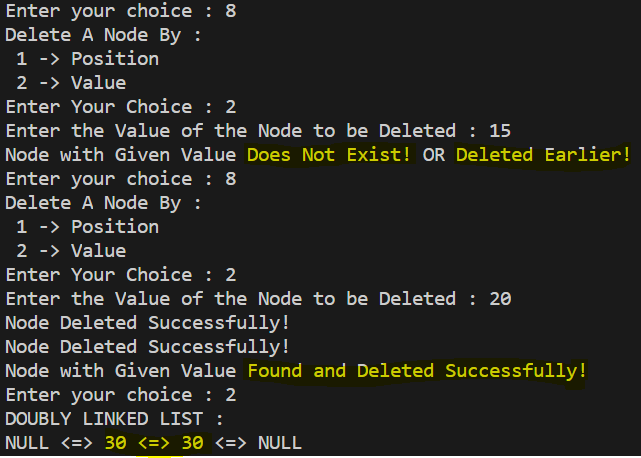 Enter your choice : 8
Delete A Node By :
 1 -> Position
 2 -> Value
Enter Your Choice : 2
Enter the Value of the Node to be Deleted : 15
Node with Given Value Does Not Exist! OR Deleted Earlier!
Enter your choice : 8
Delete A Node By :
 1 -> Position
 2 -> Value
Enter Your Choice : 2
Enter the Value of the Node to be Deleted : 20
Node Deleted Successfully!
Node Deleted Successfully!
Node with Given Value Found and Deleted Successfully!
Enter your choice : 2
DOUBLY LINKED LIST :
NULL <=> 30 <=> 30 <=> NULL